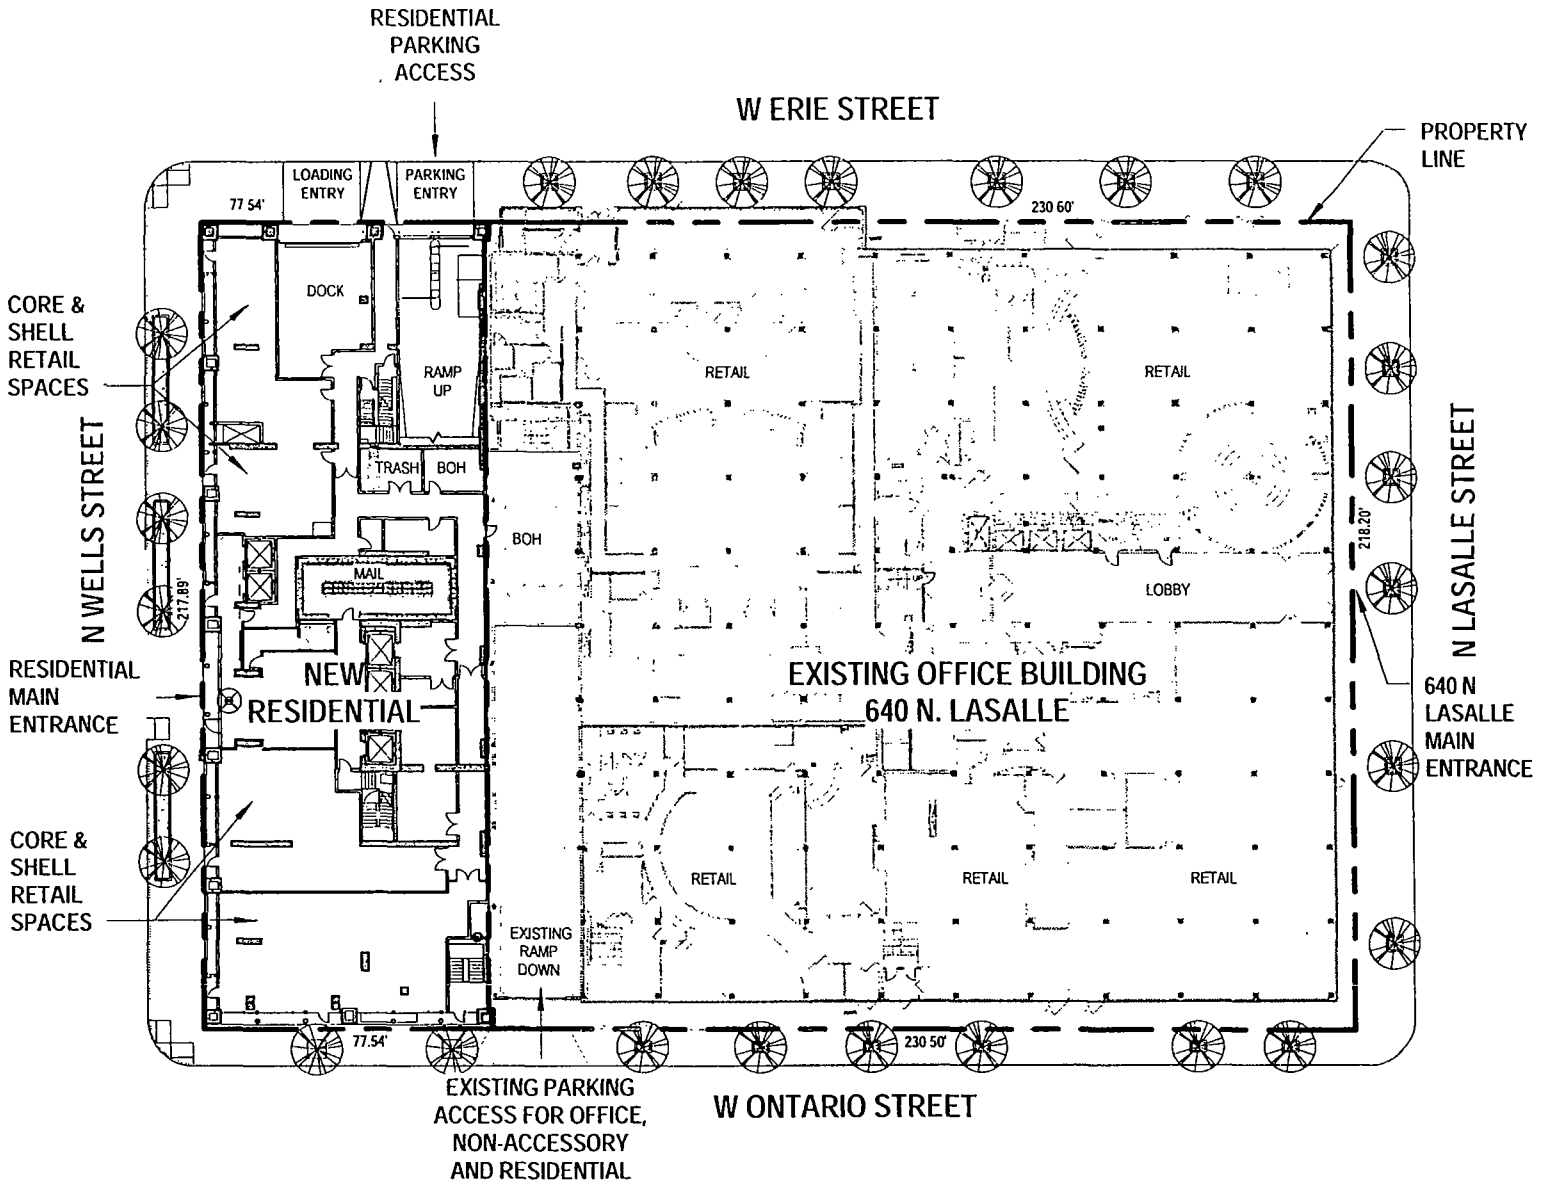 RESIDENTIAL
PARKING
ACCESS
W ERIE STREET
PROPERTY
LINE
LOADING
ENTRY
PARKING
ENTRY
77 54'
230 60'
DOCK
CORE &
SHELL
RETAIL
SPACES
RAMP
UP
RETAIL
RETAIL
TRASH
BOH
N WELLS STREET
N LASALLE STREET
218.20'
BOH
MAIL
217.89'
LOBBY
RESIDENTIAL
MAIN
ENTRANCE
NEW
RESIDENTIAL
EXISTING OFFICE BUILDING
640 N. LASALLE
640 N
LASALLE
MAIN
ENTRANCE
CORE &
SHELL
RETAIL
SPACES
RETAIL
RETAIL
RETAIL
EXISTING
RAMP
DOWN
77.54'
230 50'
EXISTING PARKING
ACCESS FOR OFFICE,
NON-ACCESSORY
AND RESIDENTIAL
W ONTARIO STREET